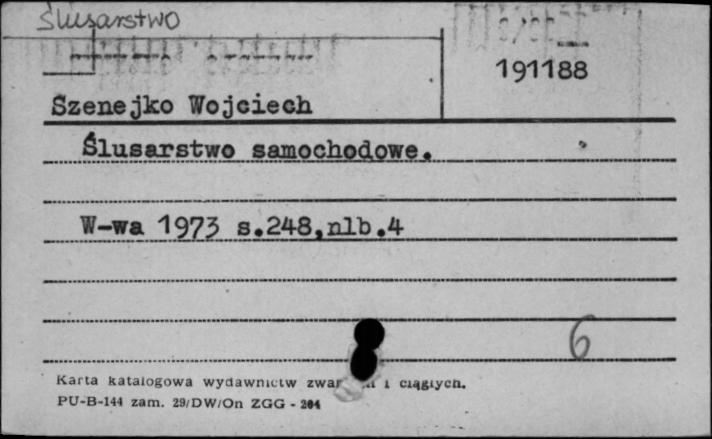 Ślusarstwo
191188
Szenejko Wojciech
Ślusarstwo samochodowe.
W-wa 1973 s.248,nlb.4
6
Karta katalogowa wydawnictw i ciągłych.
PU-B-144 zam. 29/DW/On ZGG - 204